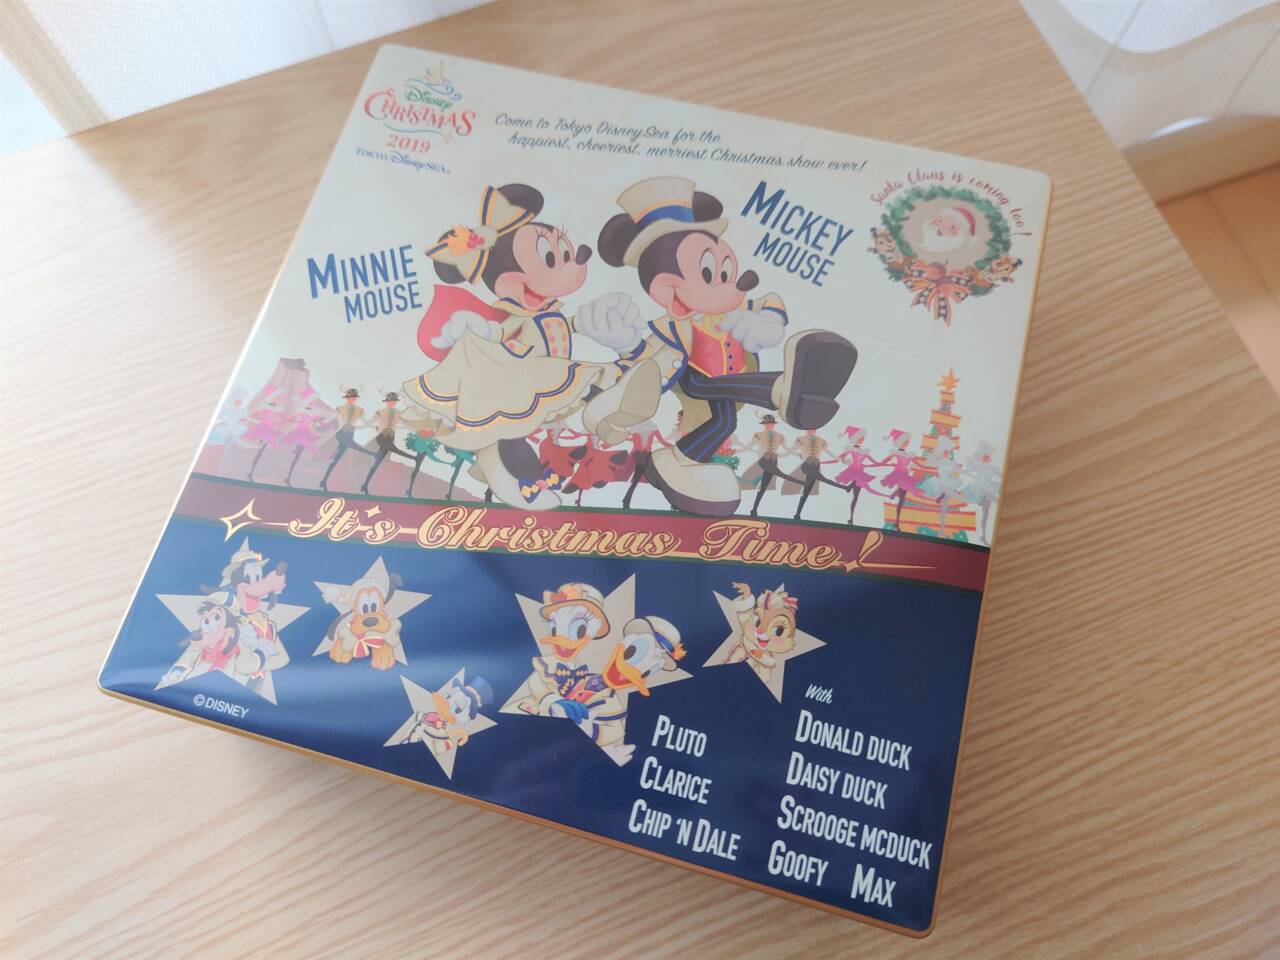 Disney
CHRISTMAS
2019
TOKYO DISNEYSEA®
Come to Tokyo DisneySea for the
happiest, cheeriest, merriest Christmas show ever!
Santa Claus is coming too!
MINNIE
MOUSE
MICKEY
MOUSE
It's Christmas Time!
©DISNEY
With
DONALD DUCK
DAISY DUCK
SCROOGE MCDUCK
GOOFY MAX
PLUTO
CLARICE
CHIP 'N DALE